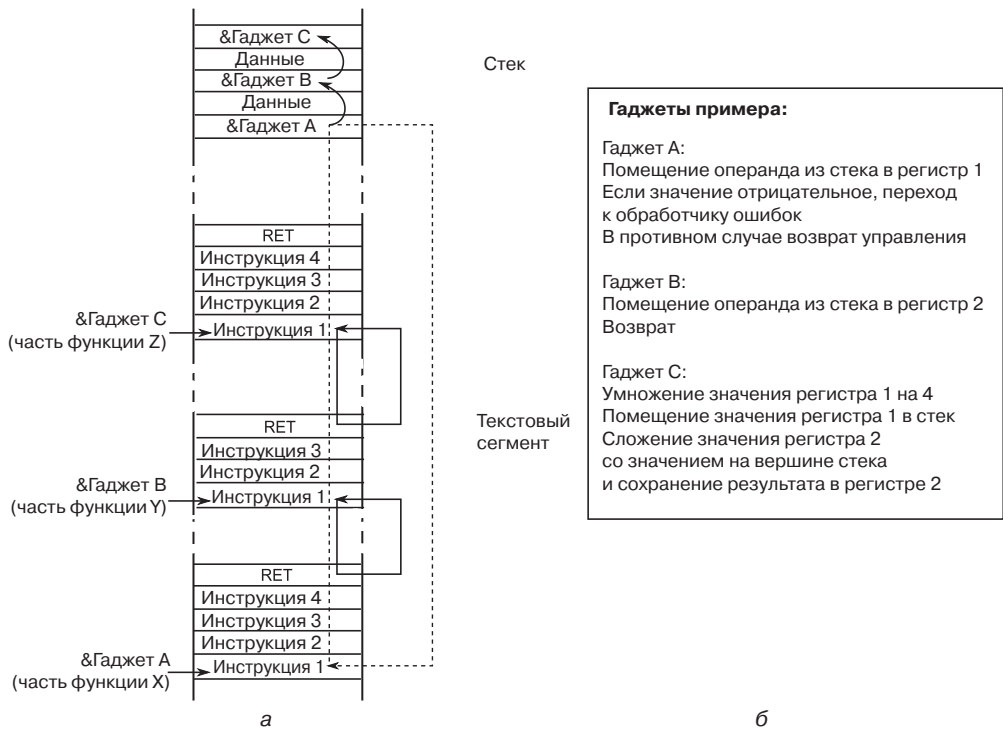 &Гаджет C
Данные
&Гаджет B
Данные
&Гаджет A
Стек
RET
Инструкция 4
Инструкция 3
Инструкция 2
Инструкция 1
&Гаджет C
(часть функции Z)
RET
Инструкция 3
Инструкция 2
Инструкция 1
&Гаджет B
(часть функции Y)
Текстовый
сегмент
RET
Инструкция 4
Инструкция 3
Инструкция 2
Инструкция 1
&Гаджет A
(часть функции X)
а
Гаджеты примера:
Гаджет A:
Помещение операнда из стека в регистр 1
Если значение отрицательное, переход
к обработчику ошибок
В противном случае возврат управления
Гаджет B:
Помещение операнда из стека в регистр 2
Возврат
Гаджет C:
Умножение значения регистра 1 на 4
Помещение значения регистра 1 в стек
Сложение значения регистра 2
со значением на вершине стека
и сохранение результата в регистре 2
б